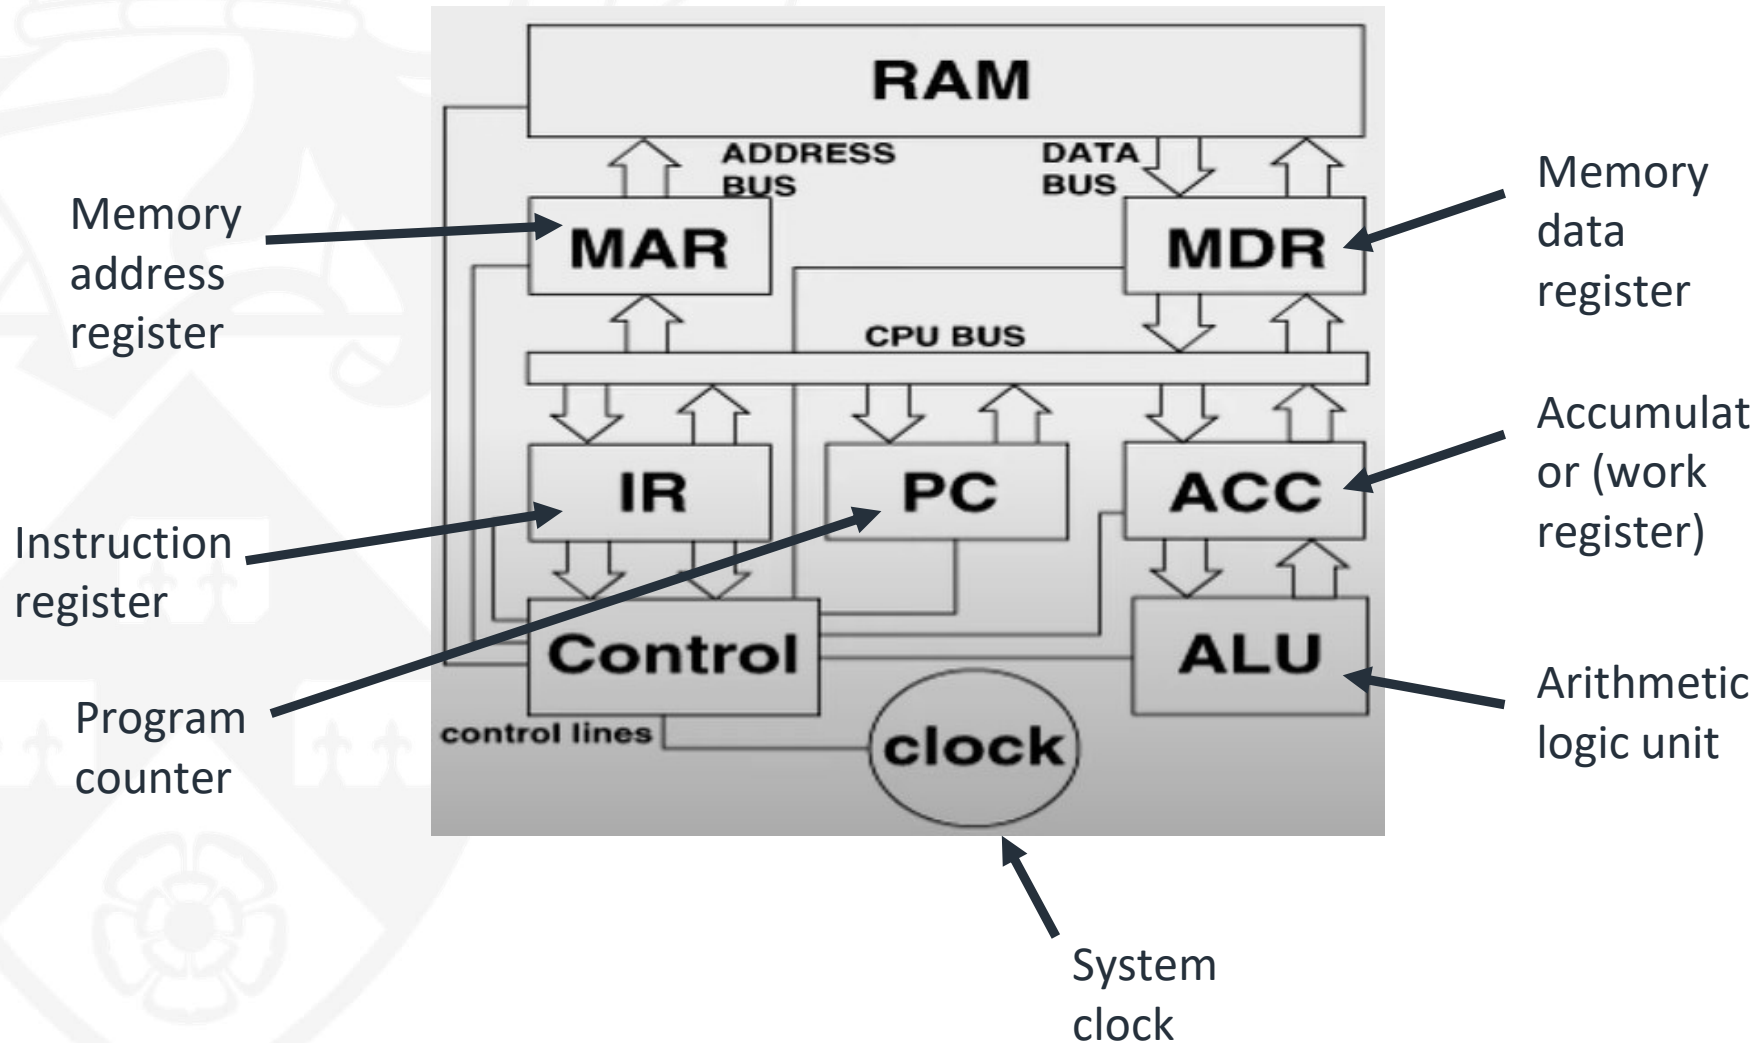 RAM
ADDRESS
BUS
DATA
BUS
MAR
MDR
CPU BUS
IR
PC
ACC
Control
ALU
control lines
clock
Memory
address
register
Instruction
register
Program
counter
Memory
data
register
Accumulat
or (work
register)
Arithmetic
logic unit
System
clock